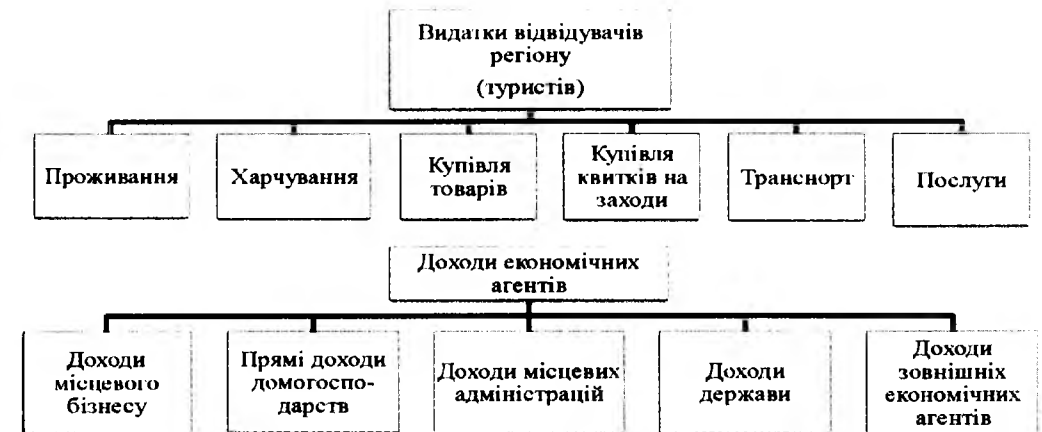 Видатки відвідувачів
регіону
(туристів)
Проживання
Харчування
Купівля
товарів
Купівля
квитків на
заходи
Транспорт
Послуги
Доходи економічних
агентів
Доходи
місцевого
бізнесу
Прямі доходи
домогоспо-
дарств
Доходи місцевих
адміністрацій
Доходи
держави
Доходи
зовнішніх
економічних
агентів